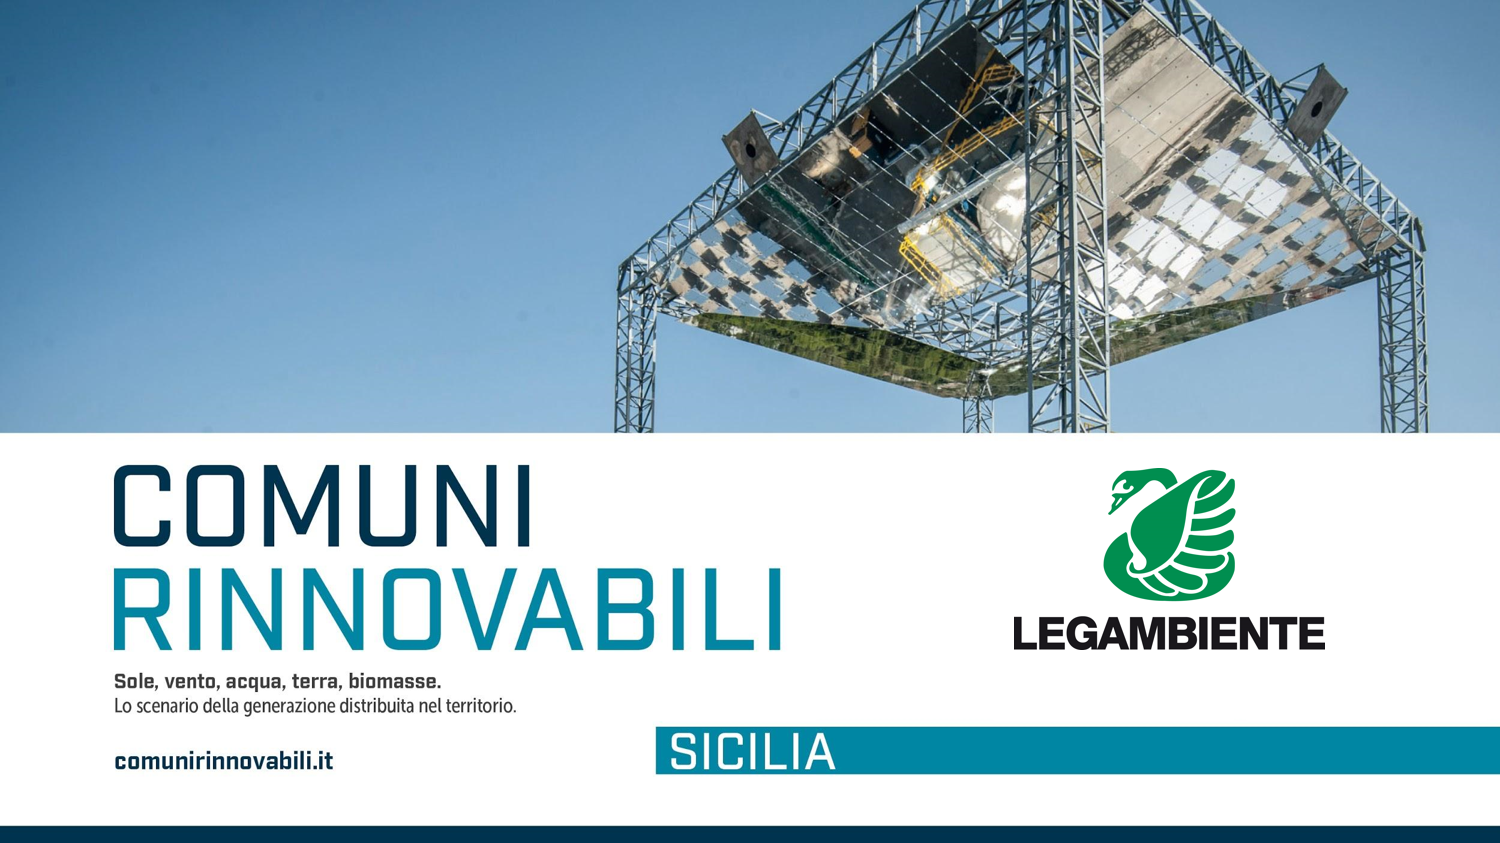 COMUNI
RINNOVABILI
Sole, vento, acqua, terra, biomasse.
Lo scenario della generazione distribuita nel territorio.
comunirinnovabili.it
LEGAMBIENTE
SICILIA